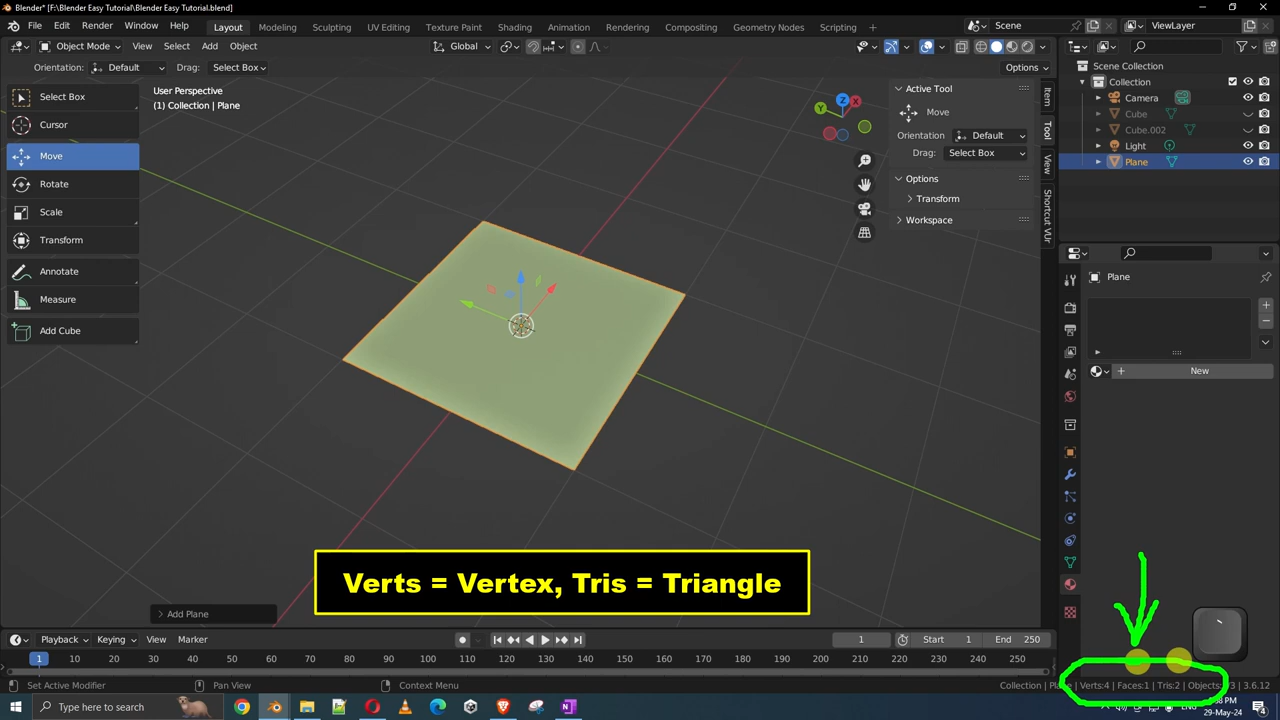 Blender* [F:\Blender Easy Tutorial\Blender Easy Tutorial.blend]
File Edit Render Window Help Layout Modeling Sculpting UV Editing Texture Paint Shading Animation Rendering Compositing Geometry Nodes Scripting Scene ViewLayer
Object Mode View Select Add Object Global
Orientation: Default Drag: Select Box Options
User Perspective
(1) Collection | Plane
Select Box
Cursor
Move
Rotate
Scale
Transform
Annotate
Measure
Add Cube
X
Y
Z
Active Tool
Move
Orientation Default
Drag: Select Box
Options
Transform
Workspace
Item
Tool
View
Shortcut VUr
Scene Collection
Collection
Camera
Cube
Cube.002
Light
Plane
Plane
New
Verts = Vertex, Tris = Triangle
Add Plane
Playback Keying View Marker 1 Start 1 End 250
1 10 20 30 40 50 60 70 80 90 100 110 120 130 140 150 160 170 180 190 200 210 220 230 240 250
Set Active Modifier Pan View Context Menu Collection | Verts:4 | Faces:1 | Tris:2 | 3.6.12
Type here to search ENG
29-May-24